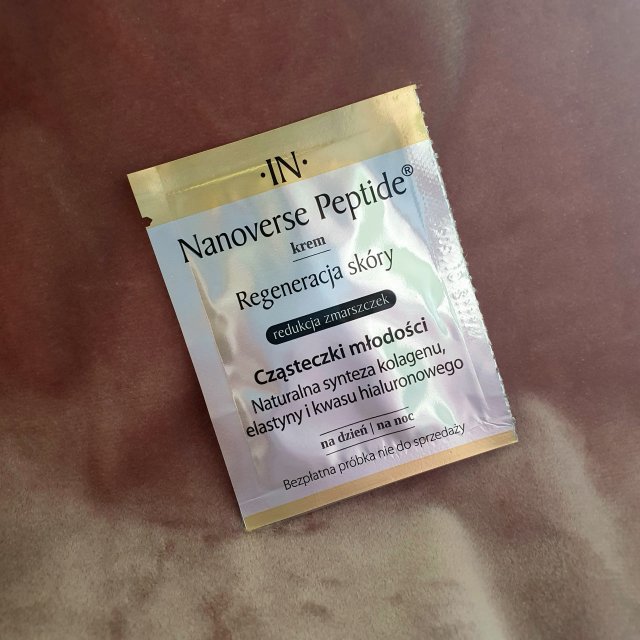 ·IN·
Nanoverse Peptide®
krem
Regeneracja skóry
redukcja zmarszczek
Cząsteczki młodości
Naturalna synteza kolagenu,
elastyny i kwasu hialuronowego
na dzień | na noc
Bezpłatna próbka nie do sprzedaży